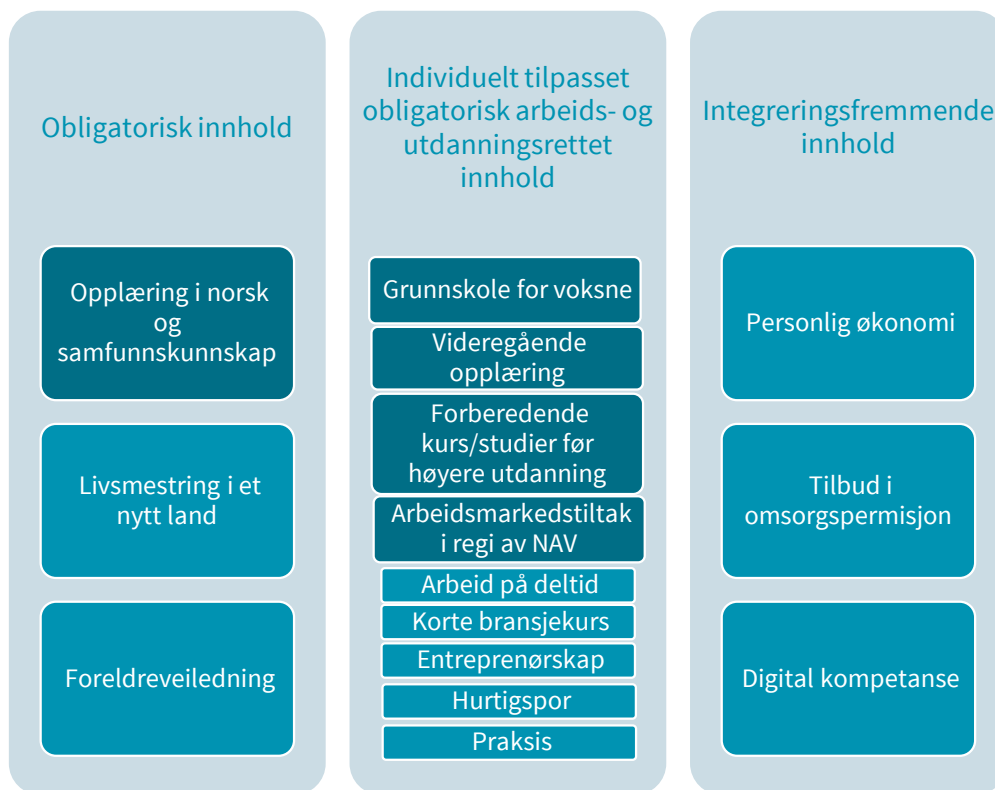 Obligatorisk innhold
Opplæring i norsk
og
samfunnskunnskap
Livsmestring i et
nytt land
Foreldreveiledning
Individuelt tilpasset
obligatorisk arbeids- og
utdanningsrettet
innhold
Grunnskole for voksne
Videregående
opplæring
Forberedende
kurs/studier før
høyere utdanning
Arbeidsmarkedstiltak
i regi av NAV
Arbeid på deltid
Korte bransjekurs
Entreprenørskap
Hurtigspor
Praksis
Integreringsfremmende
innhold
Personlig økonomi
Tilbud i
omsorgspermisjon
Digital kompetanse